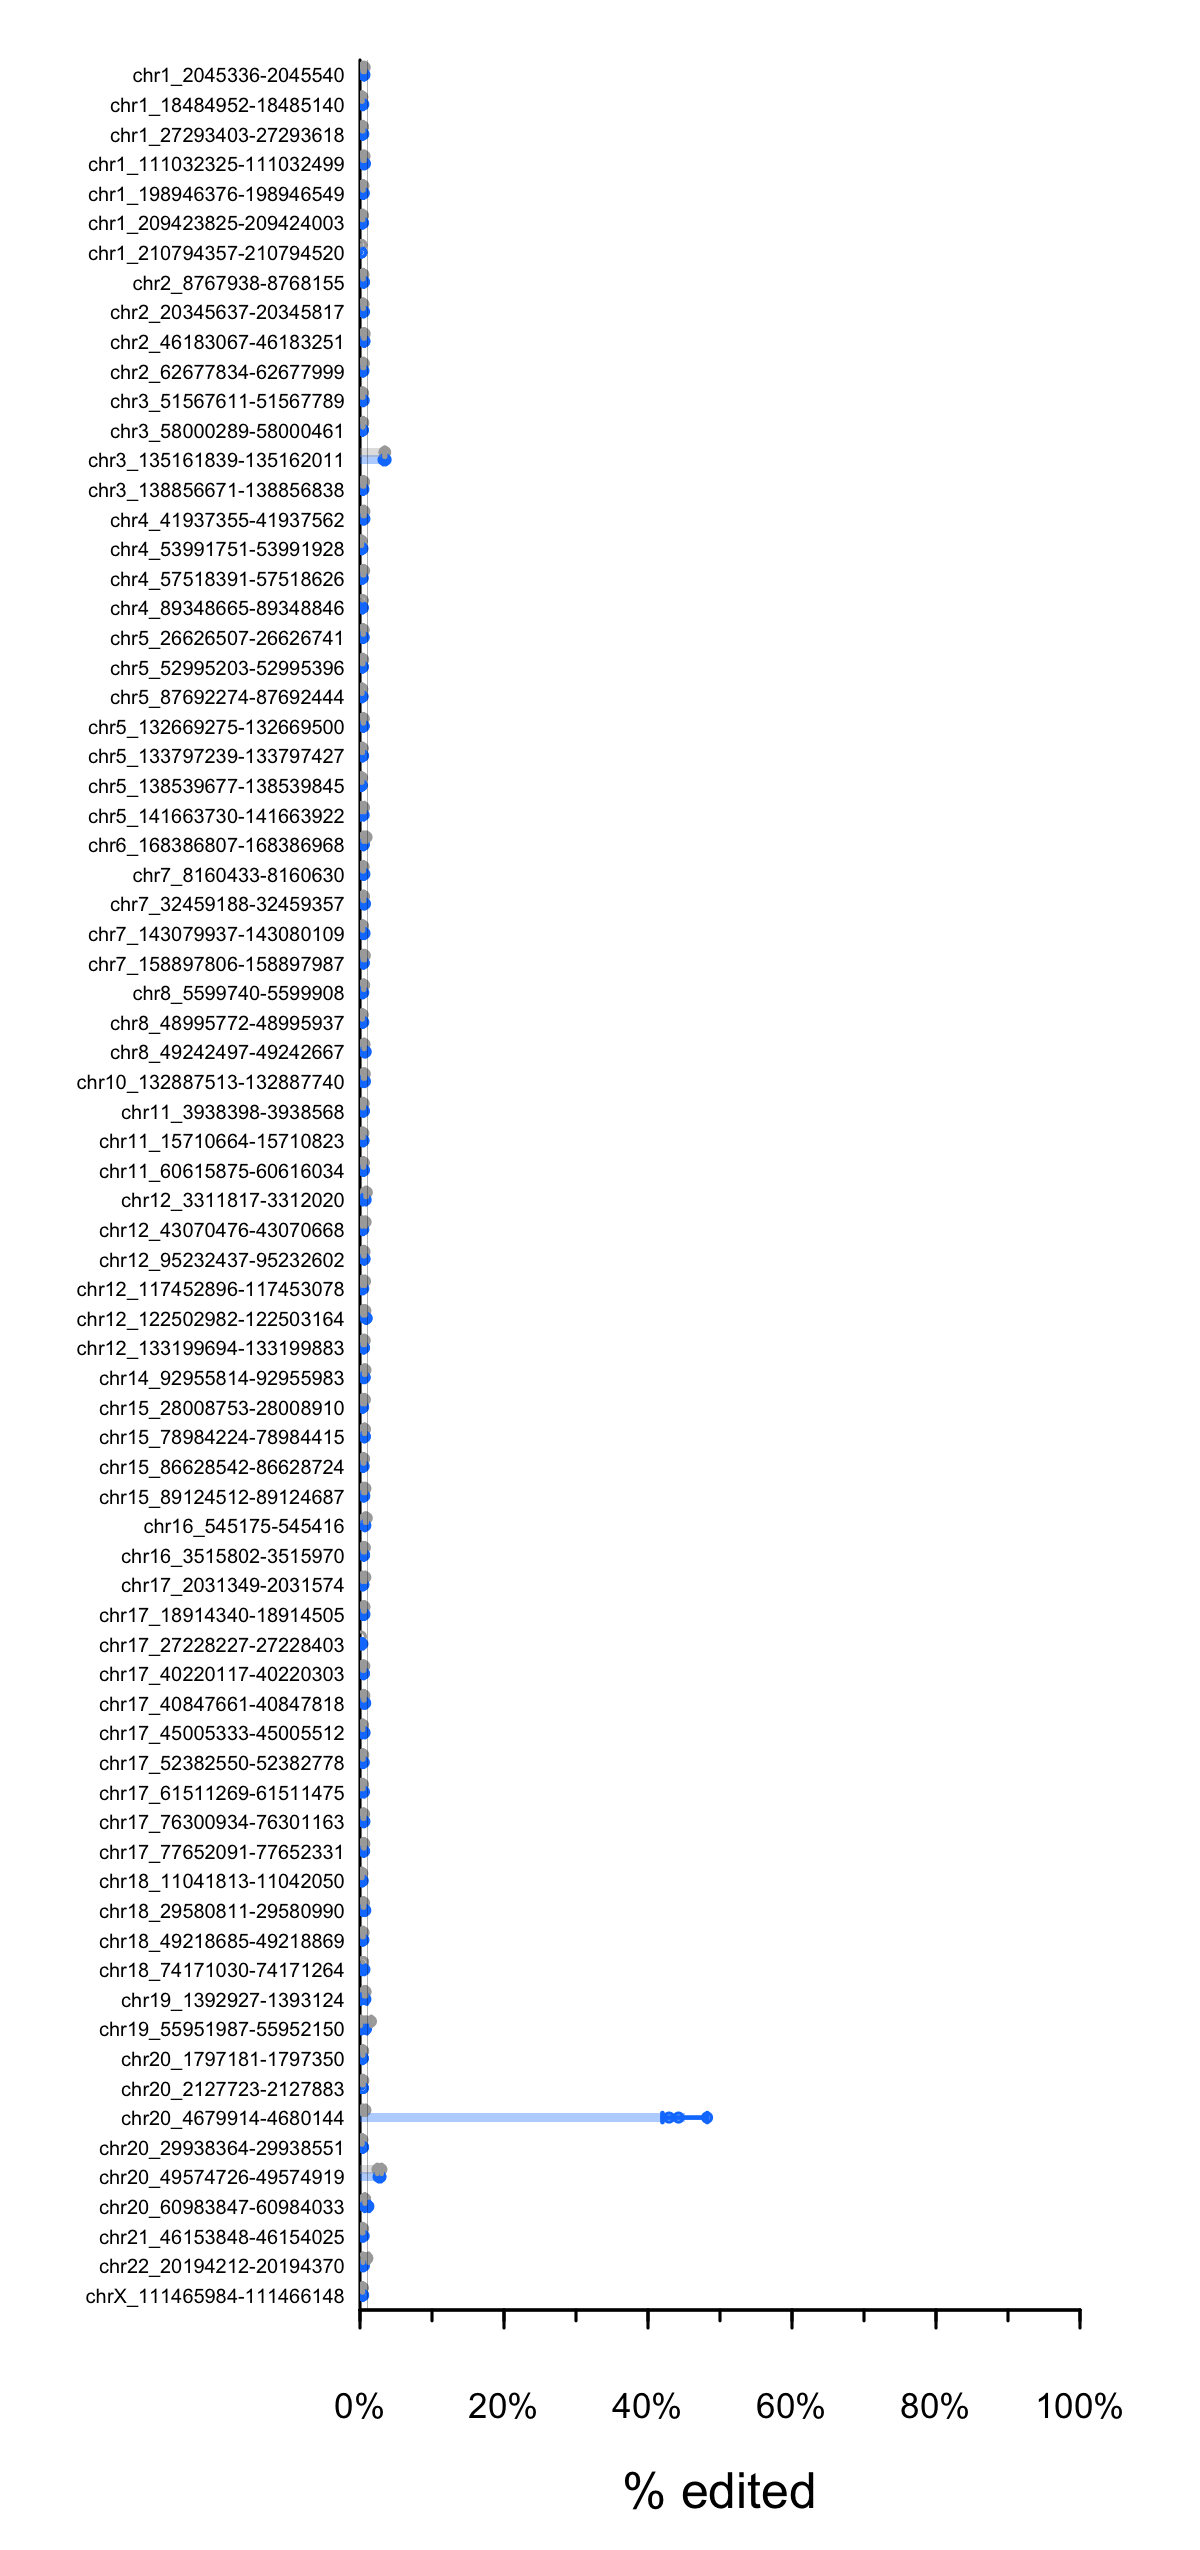 chr1_2045336-2045540
chr1_18484952-18485140
chr1_27293403-27293618
chr1_111032325-111032499
chr1_198946376-198946549
chr1_209423825-209424003
chr1_210794357-210794520
chr2_8767938-8768155
chr2_20345637-20345817
chr2_46183067-46183251
chr2_62677834-62677999
chr3_51567611-51567789
chr3_58000289-58000461
chr3_135161839-135162011
chr3_138856671-138856838
chr4_41937355-41937562
chr4_53991751-53991928
chr4_57518391-57518626
chr4_89348665-89348846
chr5_26626507-26626741
chr5_52995203-52995396
chr5_87692274-87692444
chr5_132669275-132669500
chr5_133797239-133797427
chr5_138539677-138539845
chr5_141663730-141663922
chr6_168386807-168386968
chr7_8160433-8160630
chr7_32459188-32459357
chr7_143079937-143080109
chr7_158897806-158897987
chr8_5599740-5599908
chr8_48995772-48995937
chr8_49242497-49242667
chr10_132887513-132887740
chr11_3938398-3938568
chr11_15710664-15710823
chr11_60615875-60616034
chr12_3311817-3312020
chr12_43070476-43070668
chr12_95232437-95232602
chr12_117452896-117453078
chr12_122502982-122503164
chr12_133199694-133199883
chr14_92955814-92955983
chr15_28008753-28008910
chr15_78984224-78984415
chr15_86628542-86628724
chr15_89124512-89124687
chr16_545175-545416
chr16_3515802-3515970
chr17_2031349-2031574
chr17_18914340-18914505
chr17_27228227-27228403
chr17_40220117-40220303
chr17_40847661-40847818
chr17_45005333-45005512
chr17_52382550-52382778
chr17_61511269-61511475
chr17_76300934-76301163
chr17_77652091-77652331
chr18_11041813-11042050
chr18_29580811-29580990
chr18_49218685-49218869
chr18_74171030-74171264
chr19_1392927-1393124
chr19_55951987-55952150
chr20_1797181-1797350
chr20_2127723-2127883
chr20_4679914-4680144
chr20_29938364-29938551
chr20_49574726-49574919
chr20_60983847-60984033
chr21_46153848-46154025
chr22_20194212-20194370
chrX_111465984-111466148
0% 20% 40% 60% 80% 100%
% edited